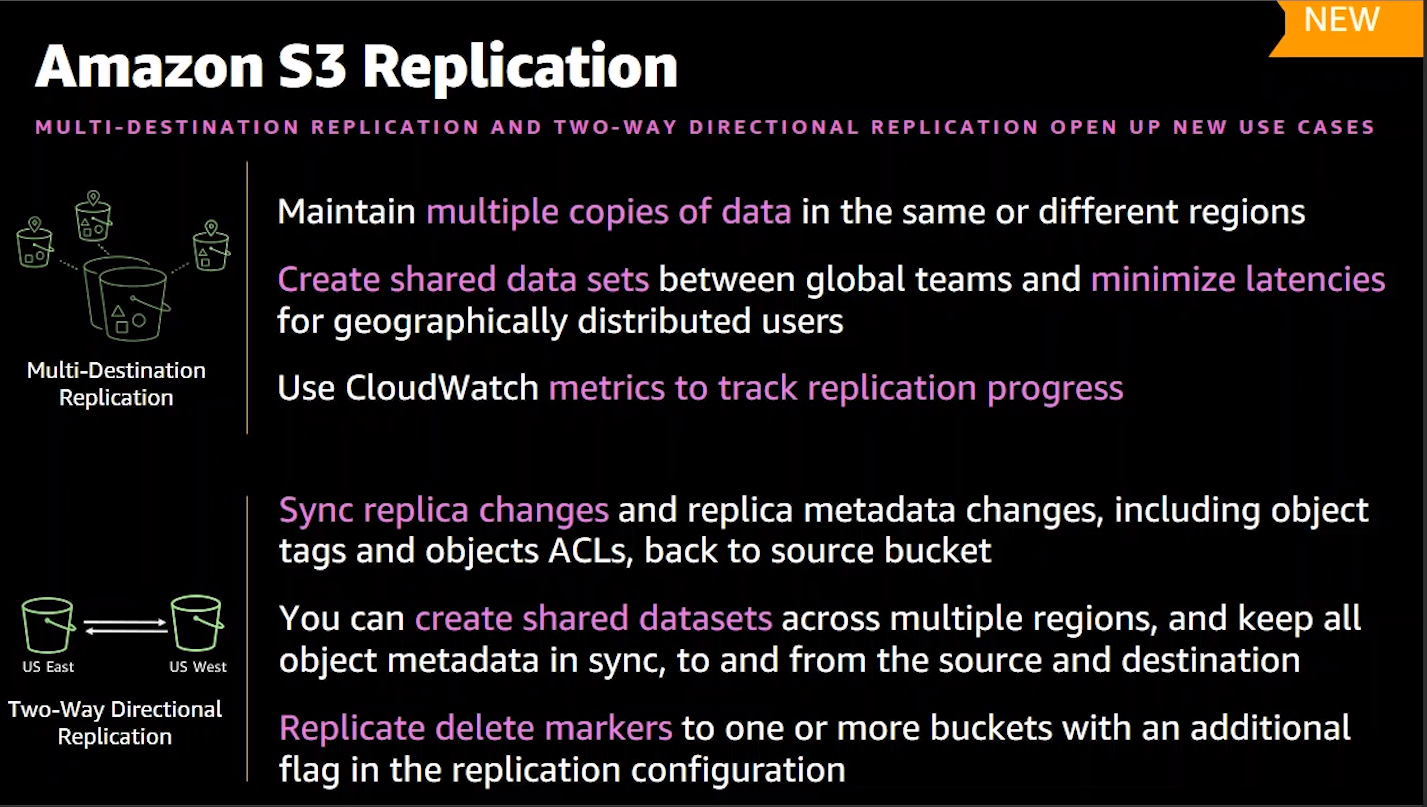 NEW
Amazon S3 Replication
MULTI-DESTINATION REPLICATION AND TWO-WAY DIRECTIONAL REPLICATION OPEN UP NEW USE CASES
Multi-Destination
Replication
Maintain multiple copies of data in the same or different regions
Create shared data sets between global teams and minimize latencies
for geographically distributed users
Use CloudWatch metrics to track replication progress
US East
US West
Two-Way Directional
Replication
Sync replica changes and replica metadata changes, including object
tags and objects ACLs, back to source bucket
You can create shared datasets across multiple regions, and keep all
object metadata in sync, to and from the source and destination
Replicate delete markers to one or more buckets with an additional
flag in the replication configuration